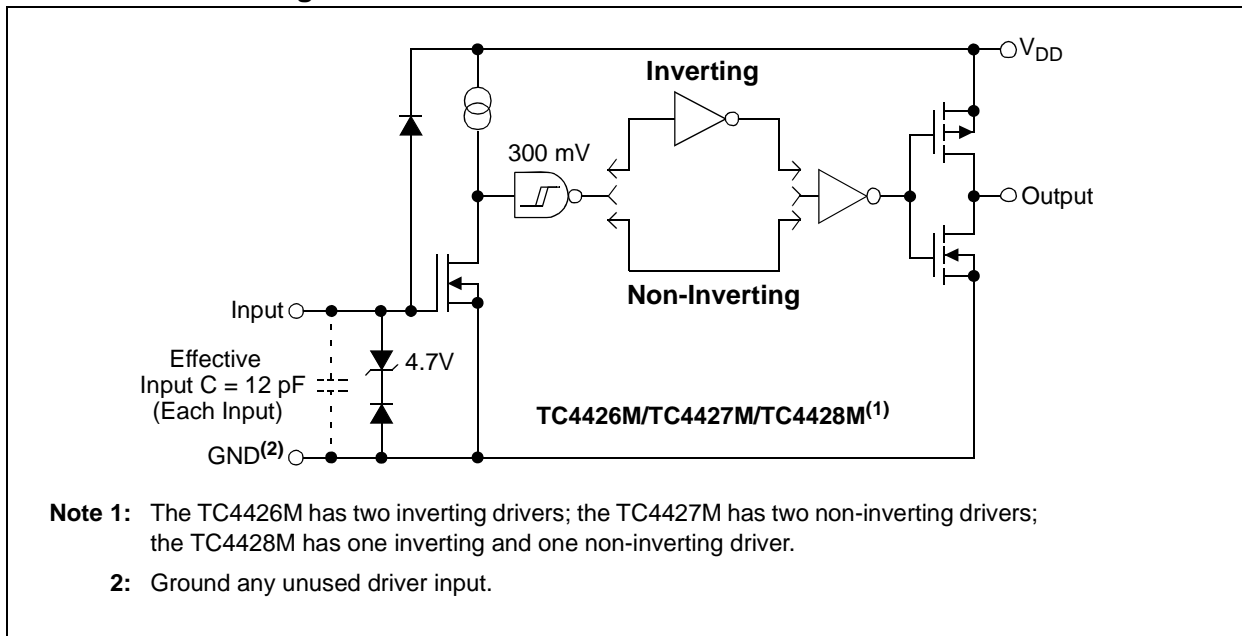 V_DD
Inverting
300 mV
Output
Non-Inverting
Input
4.7V
Effective
Input C = 12 pF
(Each Input)
TC4426M/TC4427M/TC4428M(1)
GND(2)
Note 1: The TC4426M has two inverting drivers; the TC4427M has two non-inverting drivers;
the TC4428M has one inverting and one non-inverting driver.
2: Ground any unused driver input.